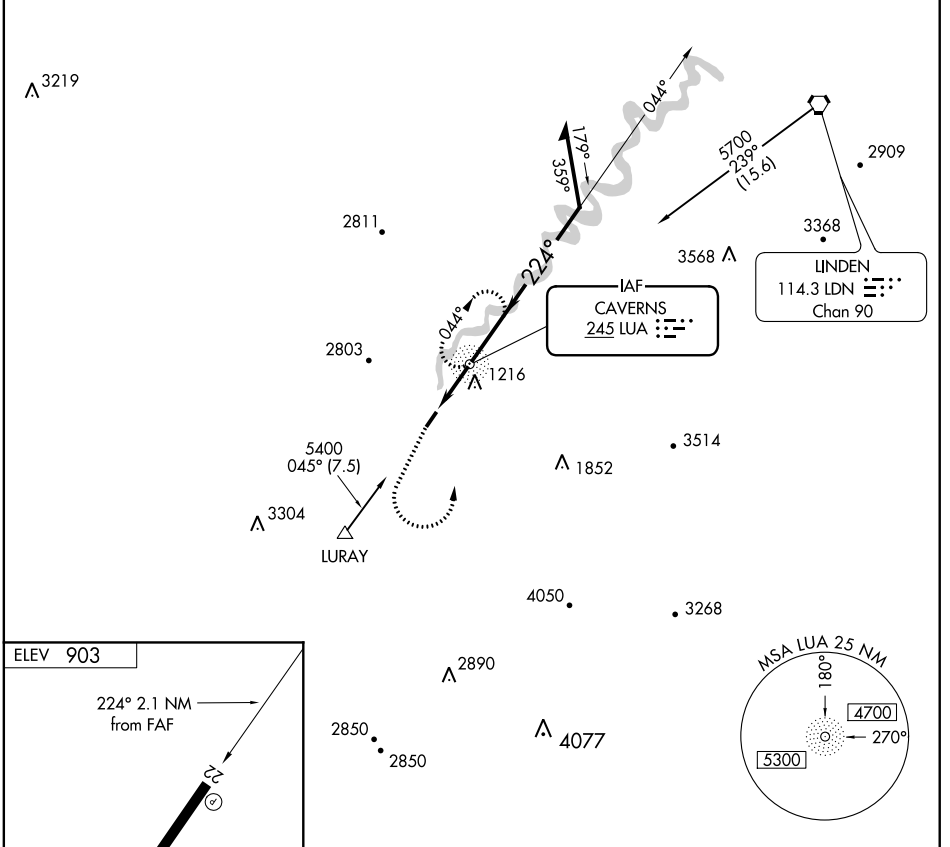 3219
044°
179°
359°
5700
239°
(15.6)
2909
2811
3568
3368
224°
LINDEN
114.3 LDN
Chan 90
IAF
CAVERNS
245 LUA
044°
2803
1216
3514
5400
045° (7.5)
1852
3304
LURAY
4050
3268
ELEV 903
2890
MSA LUA 25 NM
180°
4700
270°
5300
224° 2.1 NM
from FAF
2850
2850
4077
22